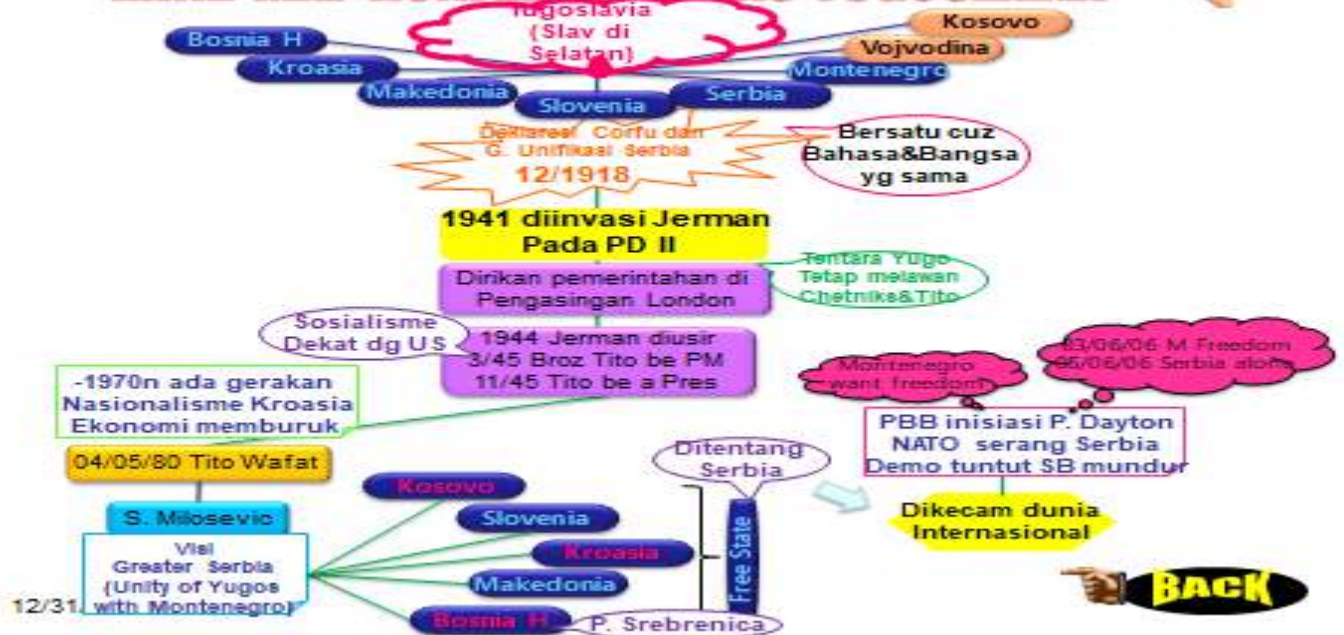 Yugoslavia
(Slav di
Selatan)
Kosovo
Vojvodina
Bosnia H
Kroasia
Makedonia
Slovenia
Serbia
Montenegro
Deklarasi Corfu dan
G. Unifikasi Serbia
12/1918
Bersatu cuz
Bahasa&Bangsa
yg sama
1941 diinvasi Jerman
Pada PD II
Dirikan pemerintahan di
Pengasingan London
Tentara Yugo
Tetap melawan
Chetniks&Tito
Sosialisme
Dekat dg US
1944 Jerman diusir
3/45 Broz Tito be PM
11/45 Tito be a Pres
-1970n ada gerakan
Nasionalisme Kroasia
Ekonomi memburuk
04/05/80 Tito Wafat
S. Milosevic
Visi
Greater Serbia
(Unity of Yugos
with Montenegro)
12/31
Kosovo
Slovenia
Kroasia
Makedonia
Bosnia H
P. Srebrenica
Free State
Ditentang
Serbia
Montenegro
want freedom
03/06/06 M Freedom
05/06/06 Serbia alone
PBB inisiasi P. Dayton
NATO serang Serbia
Demo tuntut SB mundur
Dikecam dunia
Internasional
BACK